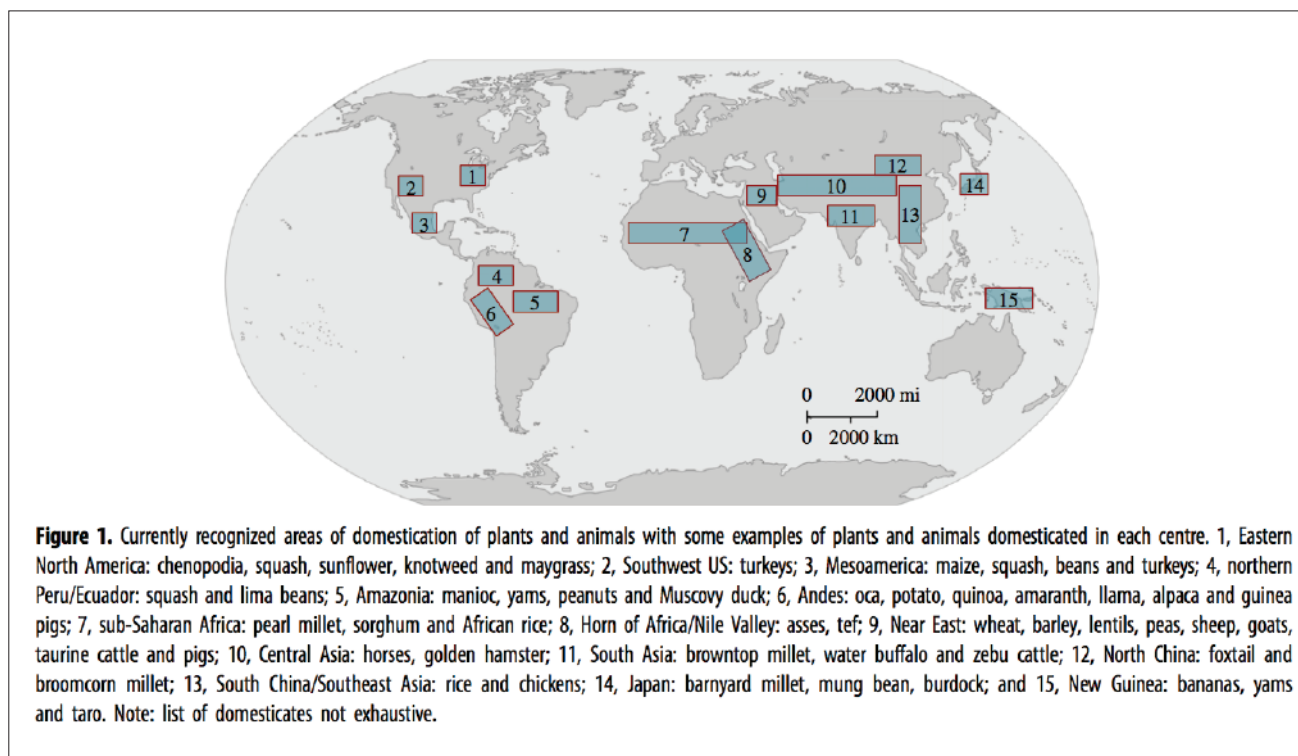 12
1
2
14
10
9
13
11
3
7
8
4
15
5
6
0 2000 mi
0 2000 km
Figure 1. Currently recognized areas of domestication of plants and animals with some examples of plants and animals domesticated in each centre. 1, Eastern
North America: chenopodia, squash, sunflower, knotweed and maygrass; 2, Southwest US: turkeys; 3, Mesoamerica: maize, squash, beans and turkeys; 4, northern
Peru/Ecuador: squash and lima beans; 5, Amazonia: manioc, yams, peanuts and Muscovy duck; 6, Andes: oca, potato, quinoa, amaranth, llama, alpaca and guinea
pigs; 7, sub-Saharan Africa: pearl millet, sorghum and African rice; 8, Horn of Africa/Nile Valley: asses, tef; 9, Near East: wheat, barley, lentils, peas, sheep, goats,
taurine cattle and pigs; 10, Central Asia: horses, golden hamster; 11, South Asia: browntop millet, water buffalo and zebu cattle; 12, North China: foxtail and
broomcorn millet; 13, South China/Southeast Asia: rice and chickens; 14, Japan: barnyard millet, mung bean, burdock; and 15, New Guinea: bananas, yams
and taro. Note: list of domesticates not exhaustive.